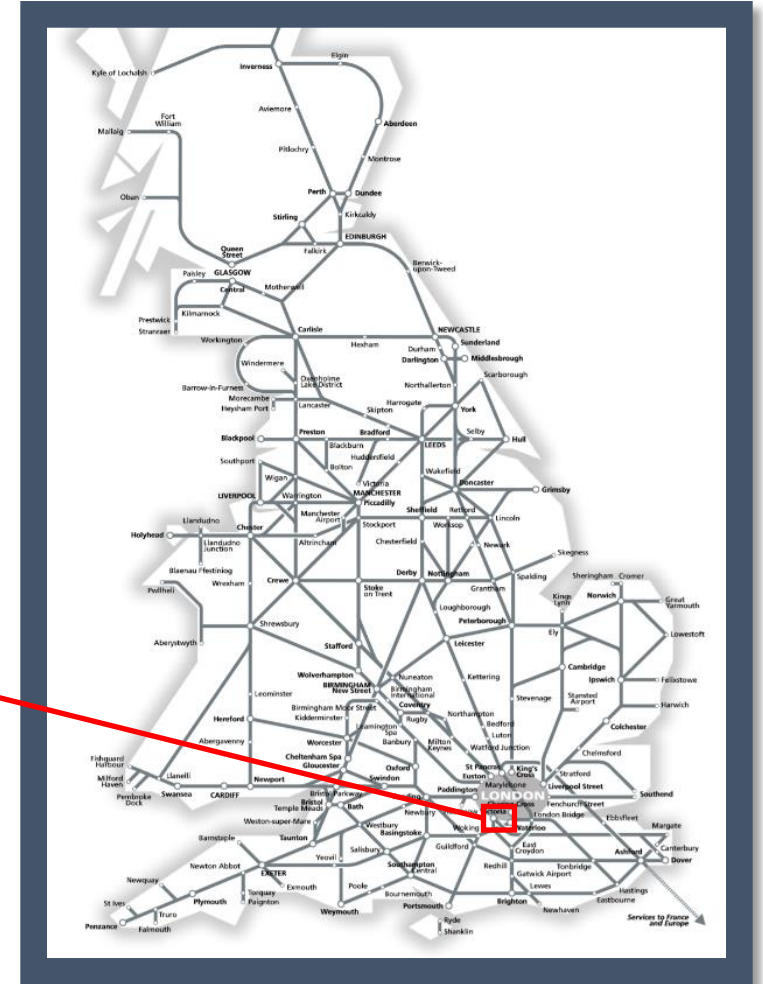 Elgin
Inverness
Kyle of Lochalsh
Aviemore
Fort
William
Mallaig
Aberdeen
Pitlochry
Montrose
Perth
Dundee
Oban
Stirling
Kirkcaldy
EDINBURGH
Queen
Street
Falkirk
Berwick-
upon-Tweed
Paisley
GLASGOW
Central
Motherwell
Kilmarnock
Prestwick
Stranraer
Carlisle
NEWCASTLE
Workington
Hexham
Sunderland
Durham
Darlington
Middlesbrough
Windermere
Scarborough
Oxenholme
Lake District
Northallerton
Barrow-in-Furness
Morecambe
Heysham Port
Lancaster
Harrogate
Skipton
York
Blackpool
Preston
Bradford
Selby
Hull
Blackburn
LEEDS
Huddersfield
Southport
Bolton
Wakefield
Wigan
Victoria
Doncaster
LIVERPOOL
Warrington
MANCHESTER
Piccadilly
Grimsby
Manchester
Airport
Sheffield
Retford
Lincoln
Llandudno
Stockport
Worksop
Holyhead
Chester
Llandudno
Junction
Altrincham
Chesterfield
Newark
Skegness
Blaenau Ffestiniog
Pwllheli
Wrexham
Crewe
Stoke
on Trent
Derby
Nottingham
Grantham
Spalding
Sheringham
Cromer
Kings
Lynn
Norwich
Great
Yarmouth
Loughborough
Peterborough
Aberystwyth
Shrewsbury
Stafford
Leicester
Ely
Lowestoft
Wolverhampton
Nuneaton
Kettering
Cambridge
BIRMINGHAM
New Street
Birmingham
International
Ipswich
Felixstowe
Leominster
Birmingham Moor Street
Coventry
Stevenage
Stansted
Airport
Harwich
Kidderminster
Rugby
Northampton
Hereford
Leamington
Spa
Bedford
Colchester
Worcester
Banbury
Milton
Keynes
Luton
Abergavenny
Watford Junction
Chelmsford
Cheltenham Spa
Gloucester
Oxford
St Pancras
Euston
King's
Cross
Stratford
Fishguard
Harbour
Milford
Haven
Llanelli
Newport
Swindon
Marylebone
Liverpool Street
Pembroke
Dock
Swansea
CARDIFF
Bristol Parkway
Paddington
LONDON
Southend
Bristol
Temple Meads
Bath
Newbury
Fenchurch Street
Weston-super-Mare
Victoria
London Bridge
Ebbsfleet
Barnstaple
Taunton
Westbury
Basingstoke
Woking
Waterloo
Margate
Salisbury
Guildford
East
Croydon
Canterbury
Newton Abbot
Yeovil
Redhill
Tonbridge
Ashford
Dover
EXETER
Southampton
Central
Gatwick Airport
Newquay
Exmouth
Poole
Lewes
Hastings
St Ives
Plymouth
Torquay
Paignton
Bournemouth
Eastbourne
Truro
Weymouth
Portsmouth
Brighton
Newhaven
Penzance
Falmouth
Ryde
Shanklin
Services to France
and Europe